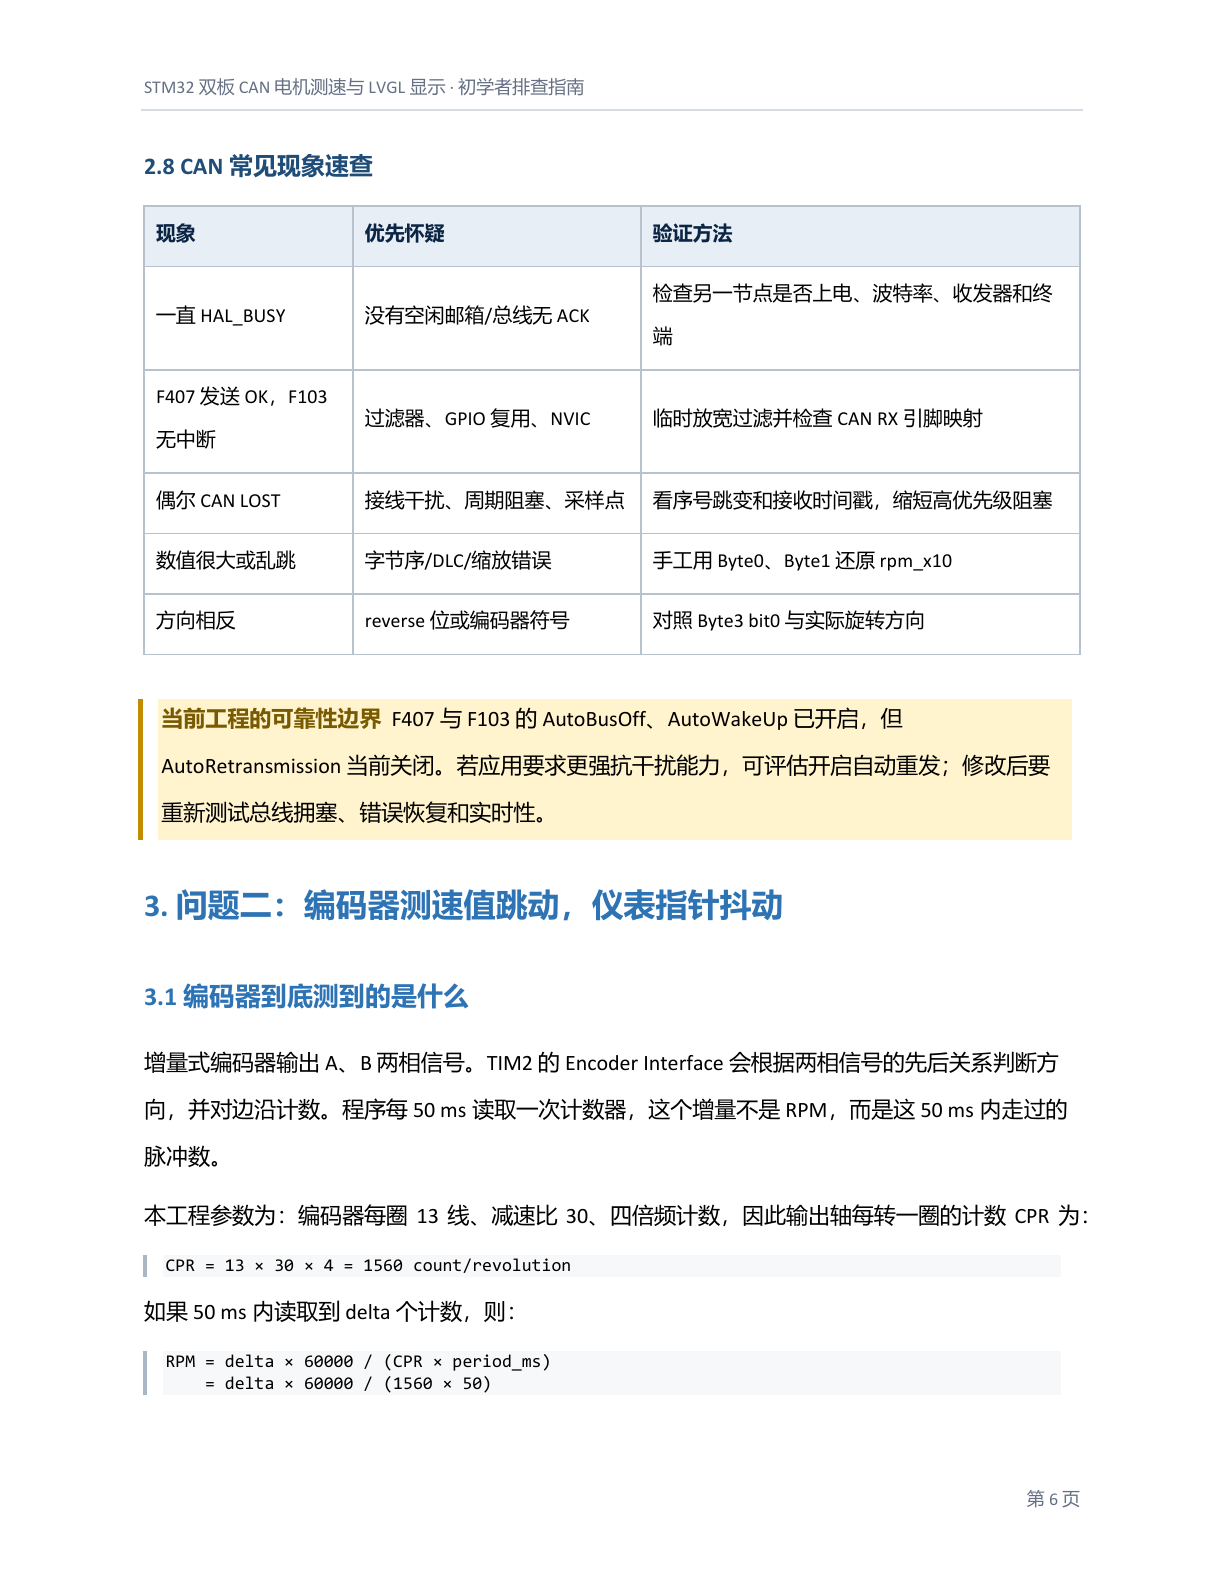 STM32 双板 CAN 电机测速与 LVGL 显示 · 初学者排查指南
2.8 CAN 常见现象速查
现象 优先怀疑 验证方法
一直 HAL_BUSY 没有空闲邮箱/总线无 ACK 检查另一节点是否上电、波特率、收发器和终
端
F407 发送 OK，F103
无中断 过滤器、GPIO 复用、NVIC 临时放宽过滤并检查 CAN RX 引脚映射
偶尔 CAN LOST 接线干扰、周期阻塞、采样点 看序号跳变和接收时间戳，缩短高优先级阻塞
数值很大或乱跳 字节序/DLC/缩放错误 手工用 Byte0、Byte1 还原 rpm_x10
方向相反 reverse 位或编码器符号 对照 Byte3 bit0 与实际旋转方向
当前工程的可靠性边界 F407 与 F103 的 AutoBusOff、AutoWakeUp 已开启，但
AutoRetransmission 当前关闭。若应用要求更强抗干扰能力，可评估开启自动重发；修改后要
重新测试总线拥塞、错误恢复和实时性。
3. 问题二：编码器测速值跳动，仪表指针抖动
3.1 编码器到底测到的是什么
增量式编码器输出 A、B 两相信号。TIM2 的 Encoder Interface 会根据两相信号的先后关系判断方
向，并对边沿计数。程序每 50 ms 读取一次计数器，这个增量不是 RPM，而是这 50 ms 内走过的
脉冲数。
本工程参数为：编码器每圈 13 线、减速比 30、四倍频计数，因此输出轴每转一圈的计数 CPR 为：
CPR = 13 × 30 × 4 = 1560 count/revolution
如果 50 ms 内读取到 delta 个计数，则：
RPM = delta × 60000 / (CPR × period_ms)
= delta × 60000 / (1560 × 50)
第 6 页